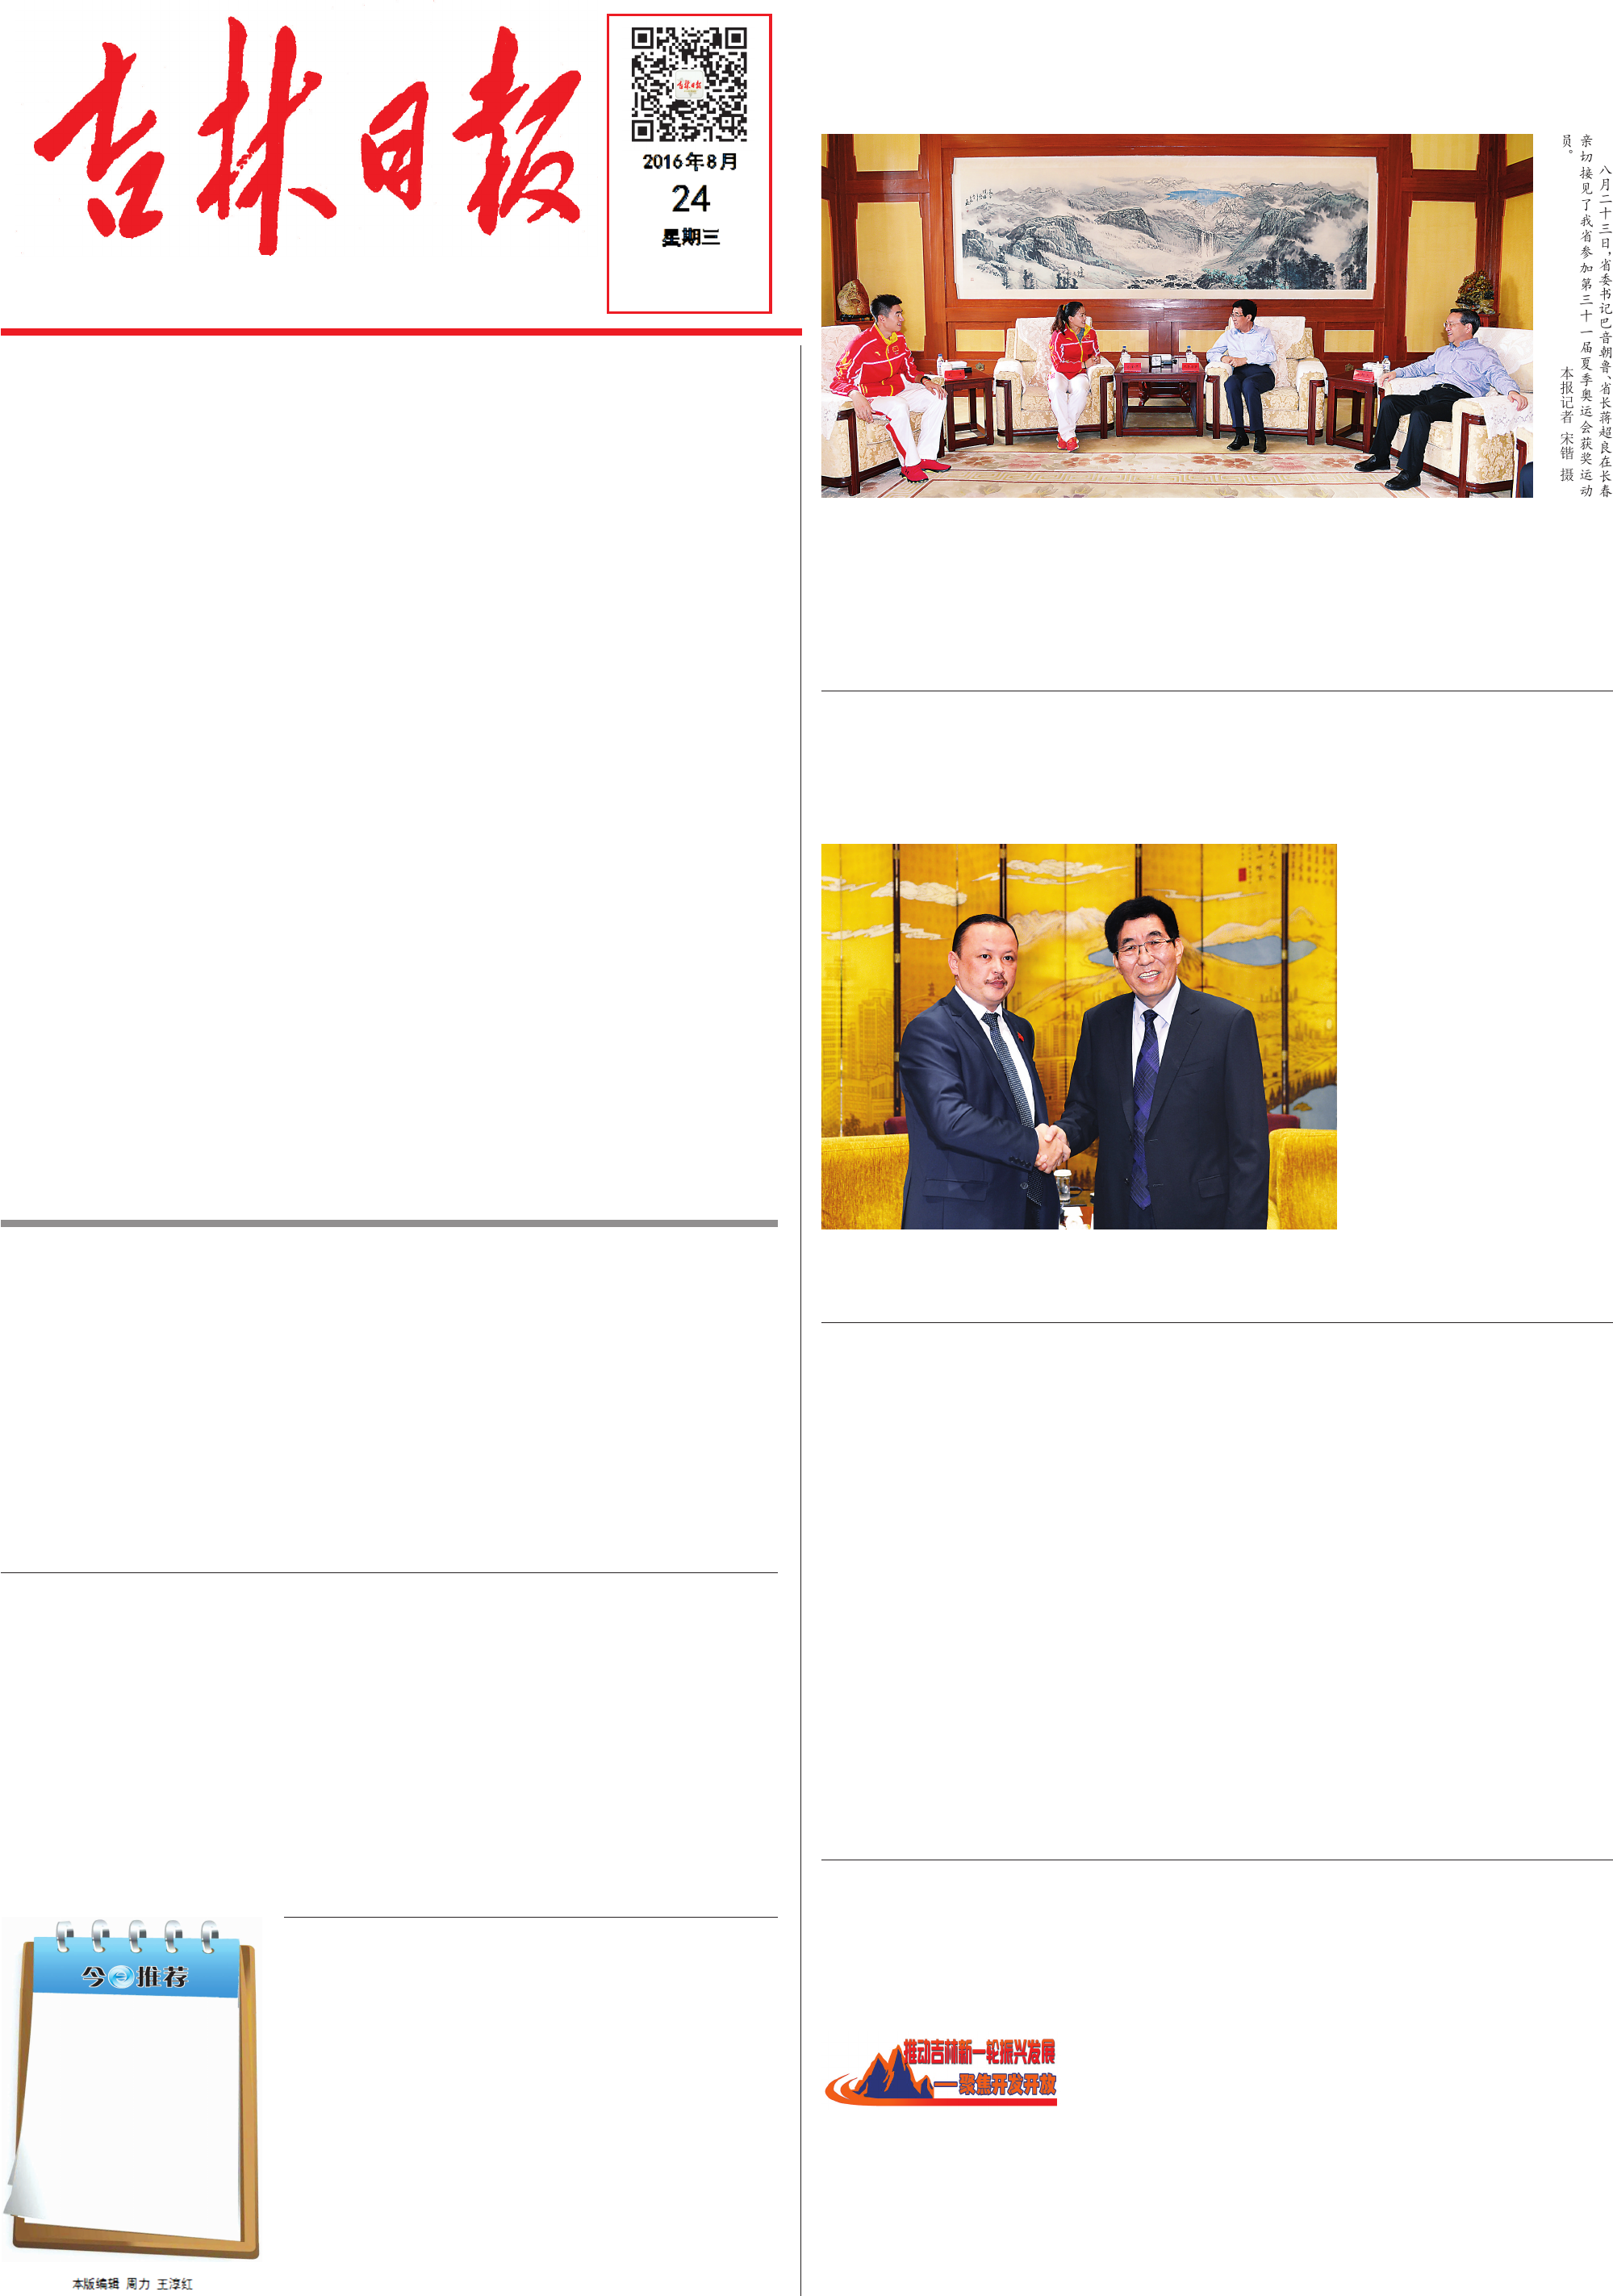 吉林日报
2016年8月
24
星期三
八月二十三日，省委书记巴音朝鲁、省长蒋超良在长春
亲切接见了我省参加第三十一届夏季奥运会获奖运动
员。
本报记者 宋锴 摄
推动吉林新一轮振兴发展
——聚焦开发开放
今日推荐
本版编辑 周力 王淳红